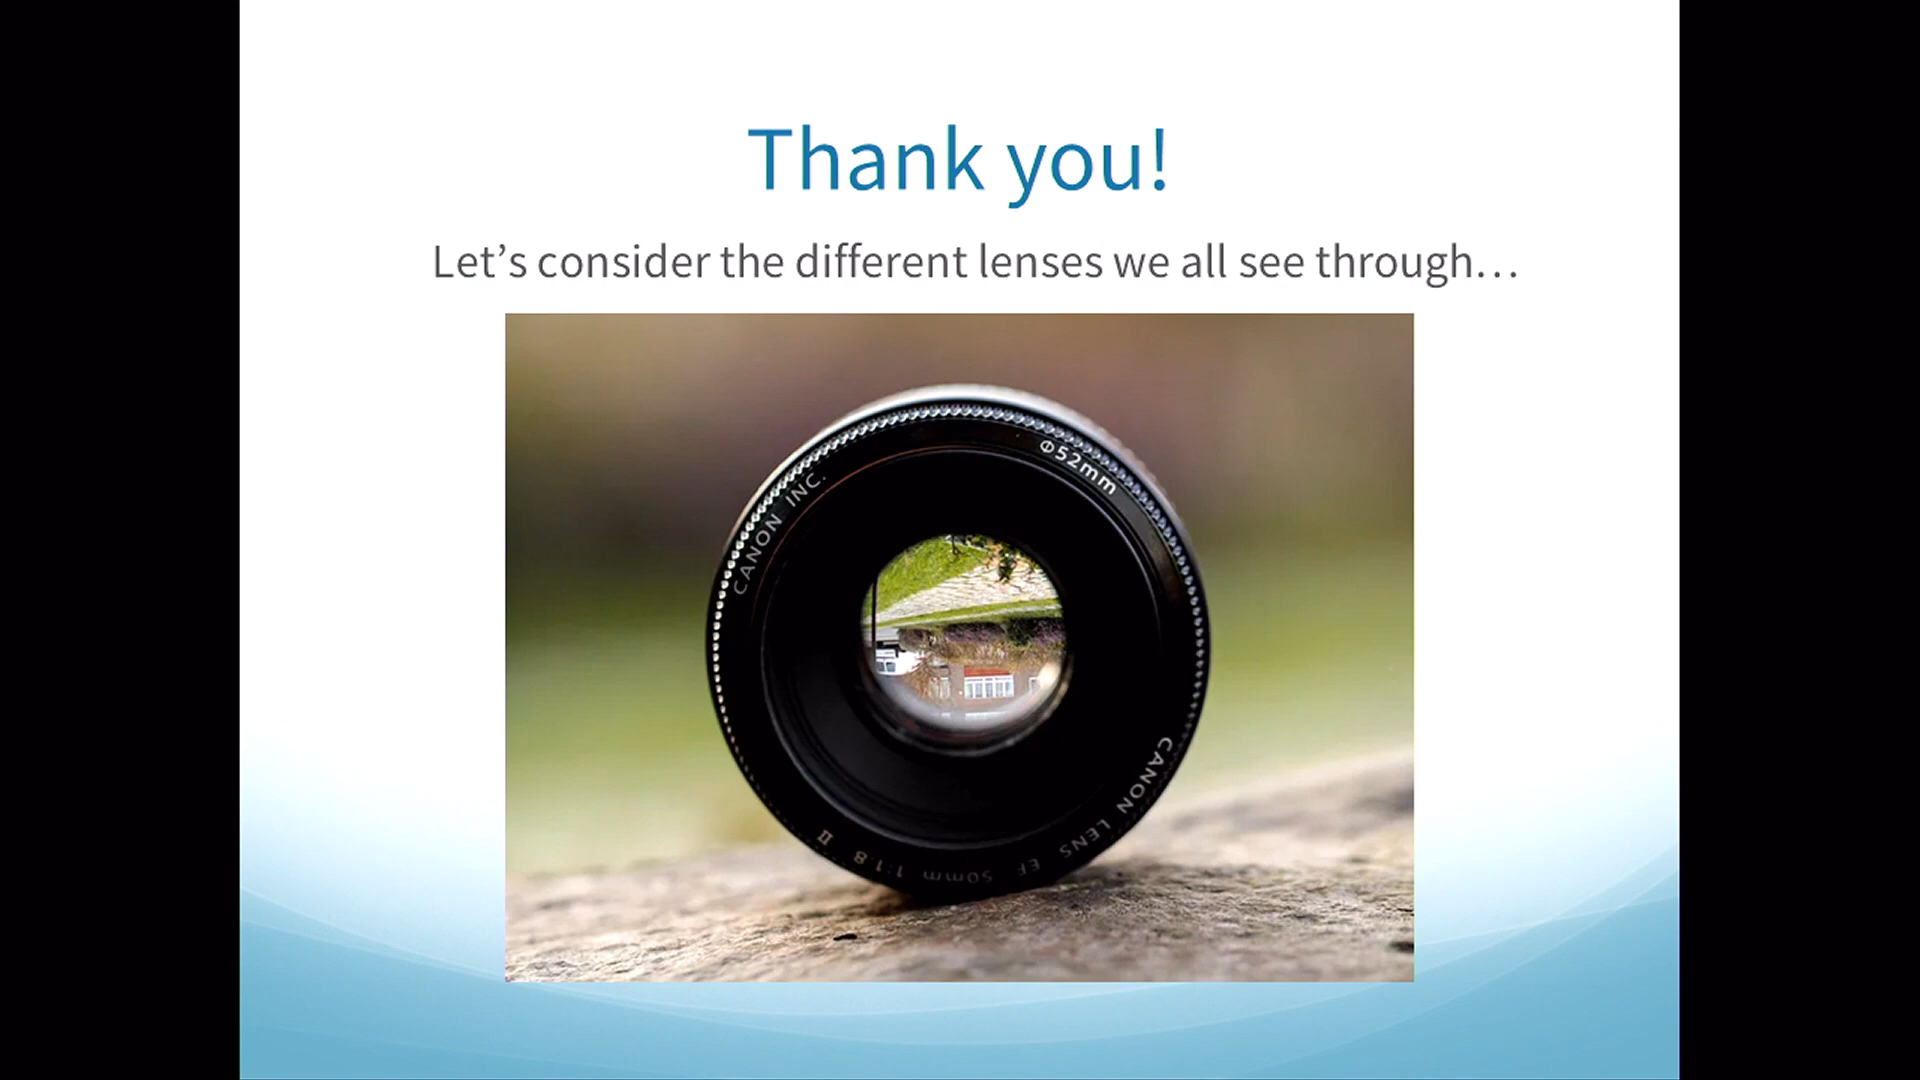 Thank you!
Let’s consider the different lenses we all see through…
CANON INC.
Φ52mm
CANON LENS EF 50mm 1:1.8 II